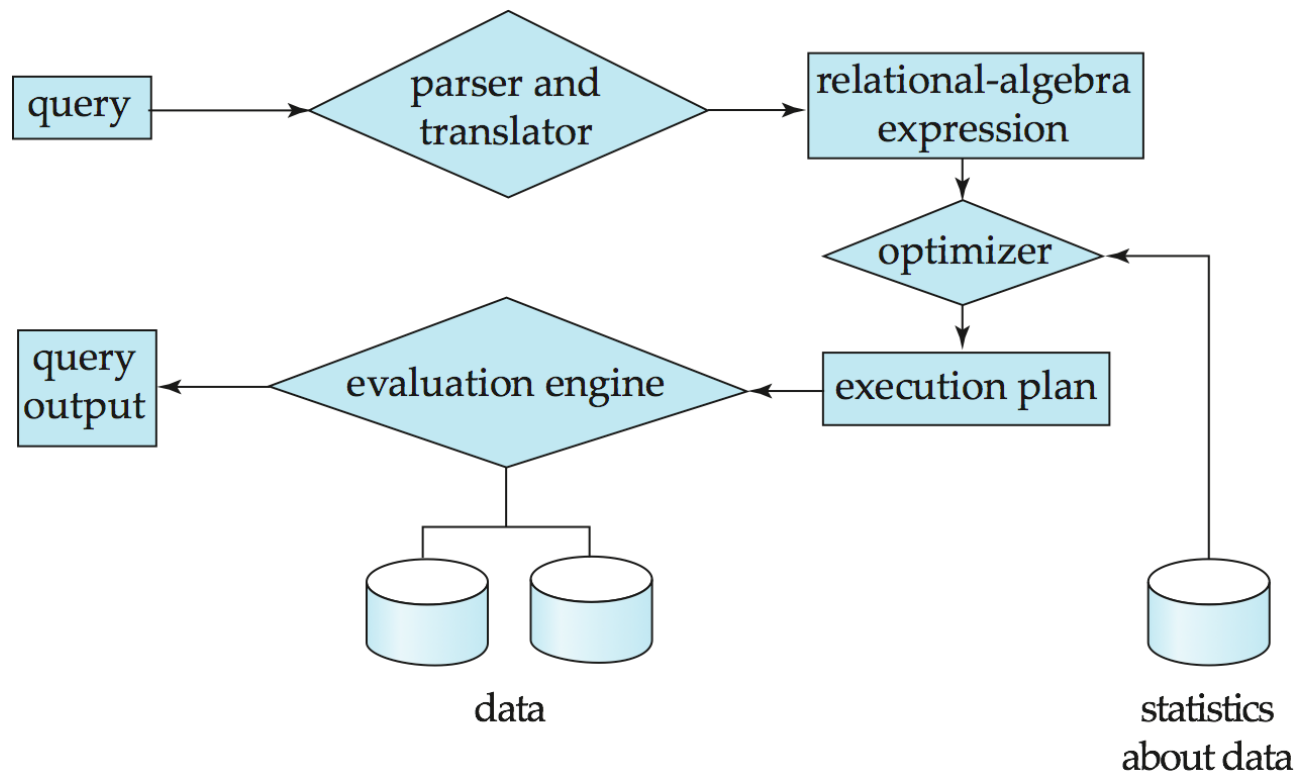 query
parser and
translator
relational-algebra
expression
optimizer
query
output
evaluation engine
execution plan
data
statistics
about data